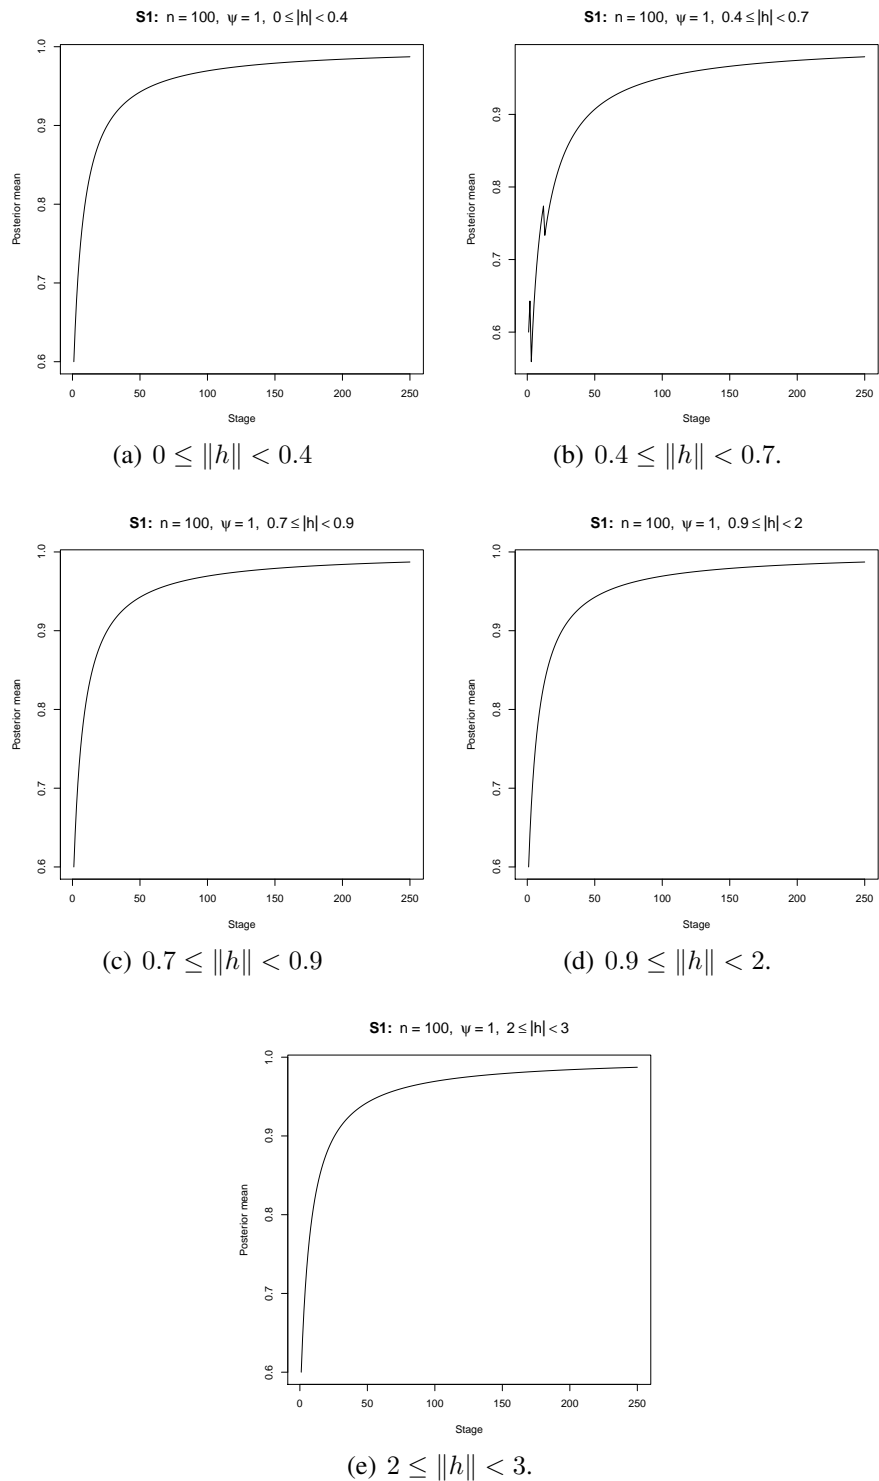 S1: n = 100, ψ = 1, 0 ≤ |h| < 0.4
Posterior mean
0.6 0.7 0.8 0.9 1.0
0 50 100 150 200 250
Stage
(a) 0 ≤ ‖h‖ < 0.4
S1: n = 100, ψ = 1, 0.4 ≤ |h| < 0.7
Posterior mean
0.6 0.7 0.8 0.9
0 50 100 150 200 250
Stage
(b) 0.4 ≤ ‖h‖ < 0.7.
S1: n = 100, ψ = 1, 0.7 ≤ |h| < 0.9
Posterior mean
0.6 0.7 0.8 0.9 1.0
0 50 100 150 200 250
Stage
(c) 0.7 ≤ ‖h‖ < 0.9
S1: n = 100, ψ = 1, 0.9 ≤ |h| < 2
Posterior mean
0.6 0.7 0.8 0.9 1.0
0 50 100 150 200 250
Stage
(d) 0.9 ≤ ‖h‖ < 2.
S1: n = 100, ψ = 1, 2 ≤ |h| < 3
Posterior mean
0.6 0.7 0.8 0.9 1.0
0 50 100 150 200 250
Stage
(e) 2 ≤ ‖h‖ < 3.